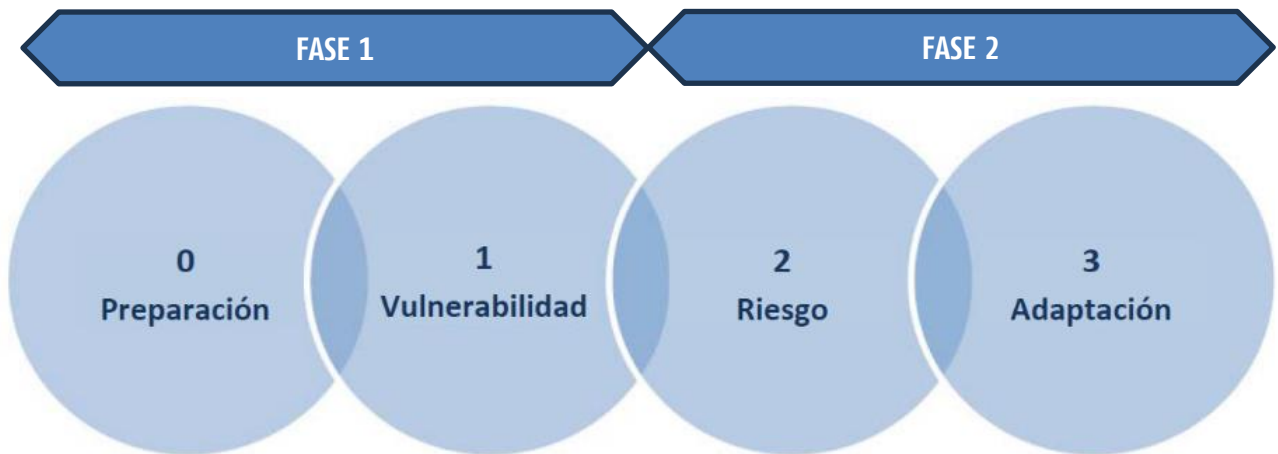 FASE 1
FASE 2
0
Preparación
1
Vulnerabilidad
2
Riesgo
3
Adaptación